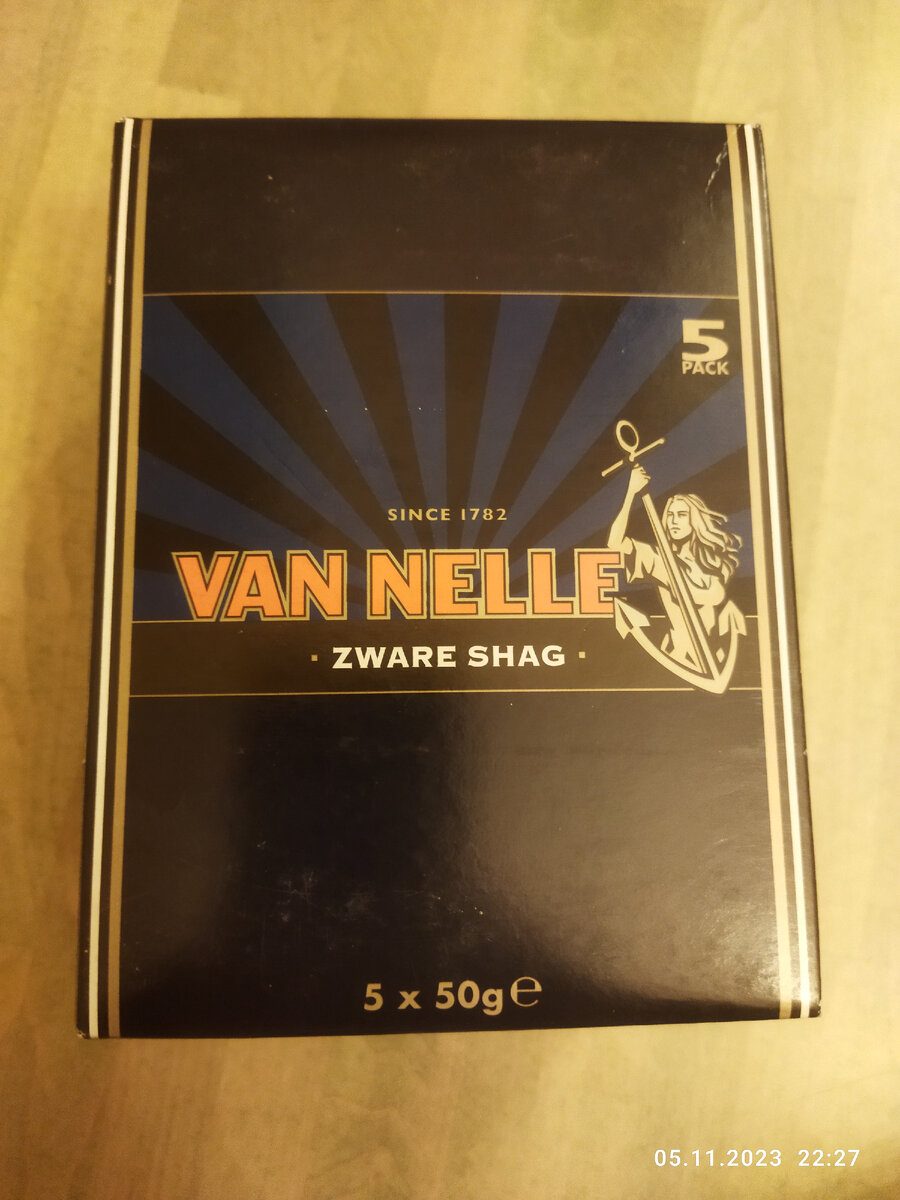 5
PACK
SINCE 1782
VAN NELLE
· ZWARE SHAG ·
5 x 50g ℮
05.11.2023 22:27